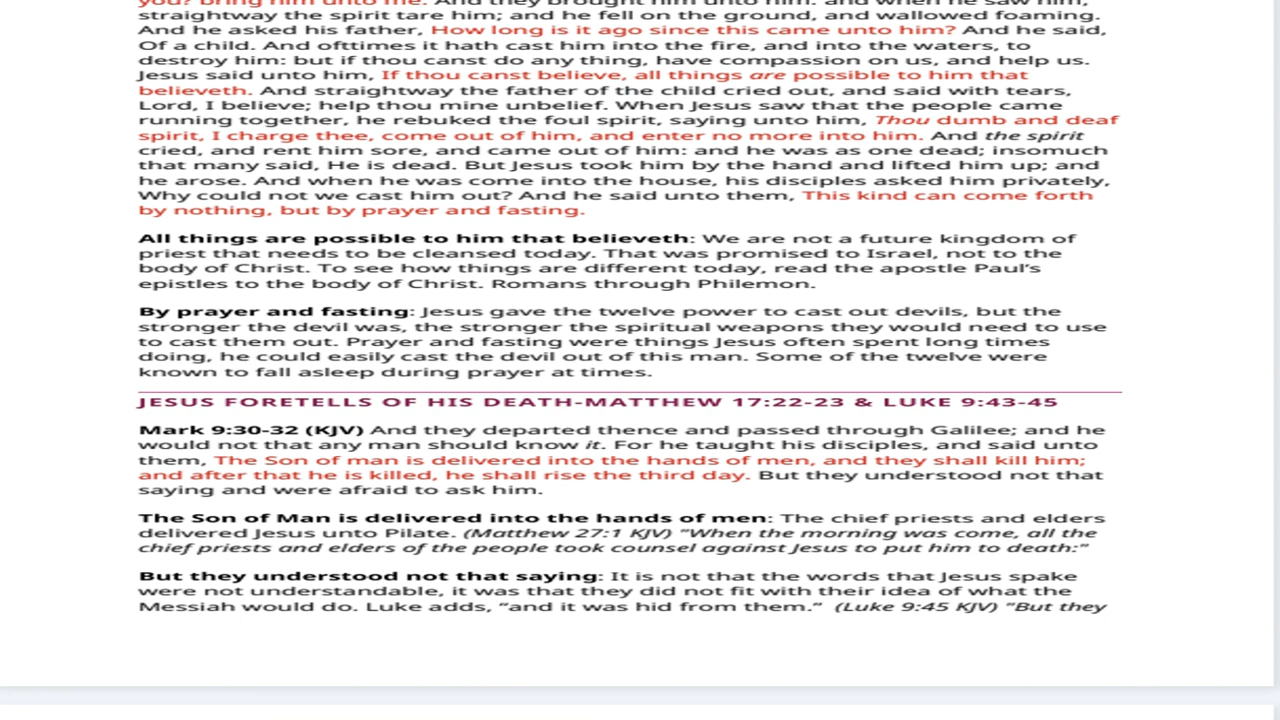 you? bring him unto me. And they brought him unto him: and when he saw him,
straightway the spirit tare him; and he fell on the ground, and wallowed foaming.
And he asked his father, How long is it ago since this came unto him? And he said,
Of a child. And ofttimes it hath cast him into the fire, and into the waters, to
destroy him: but if thou canst do any thing, have compassion on us, and help us.
Jesus said unto him, If thou canst believe, all things are possible to him that
believeth. And straightway the father of the child cried out, and said with tears,
Lord, I believe; help thou mine unbelief. When Jesus saw that the people came
running together, he rebuked the foul spirit, saying unto him, Thou dumb and deaf
spirit, I charge thee, come out of him, and enter no more into him. And the spirit
cried, and rent him sore, and came out of him: and he was as one dead; insomuch
that many said, He is dead. But Jesus took him by the hand and lifted him up; and
he arose. And when he was come into the house, his disciples asked him privately,
Why could not we cast him out? And he said unto them, This kind can come forth
by nothing, but by prayer and fasting.
All things are possible to him that believeth: We are not a future kingdom of
priest that needs to be cleansed today. That was promised to Israel, not to the
body of Christ. To see how things are different today, read the apostle Paul's
epistles to the body of Christ. Romans through Philemon.
By prayer and fasting: Jesus gave the twelve power to cast out devils, but the
stronger the devil was, the stronger the spiritual weapons they would need to use
to cast them out. Prayer and fasting were things Jesus often spent long times
doing, he could easily cast the devil out of this man. Some of the twelve were
known to fall asleep during prayer at times.
JESUS FORETELLS OF HIS DEATH-MATTHEW 17:22-23 & LUKE 9:43-45
Mark 9:30-32 (KJV) And they departed thence and passed through Galilee; and he
would not that any man should know it. For he taught his disciples, and said unto
them, The Son of man is delivered into the hands of men, and they shall kill him;
and after that he is killed, he shall rise the third day. But they understood not that
saying and were afraid to ask him.
The Son of Man is delivered into the hands of men: The chief priests and elders
delivered Jesus unto Pilate. (Matthew 27:1 KJV) "When the morning was come, all the
chief priests and elders of the people took counsel against Jesus to put him to death:"
But they understood not that saying: It is not that the words that Jesus spake
were not understandable, it was that they did not fit with their idea of what the
Messiah would do. Luke adds, "and it was hid from them." (Luke 9:45 KJV) "But they